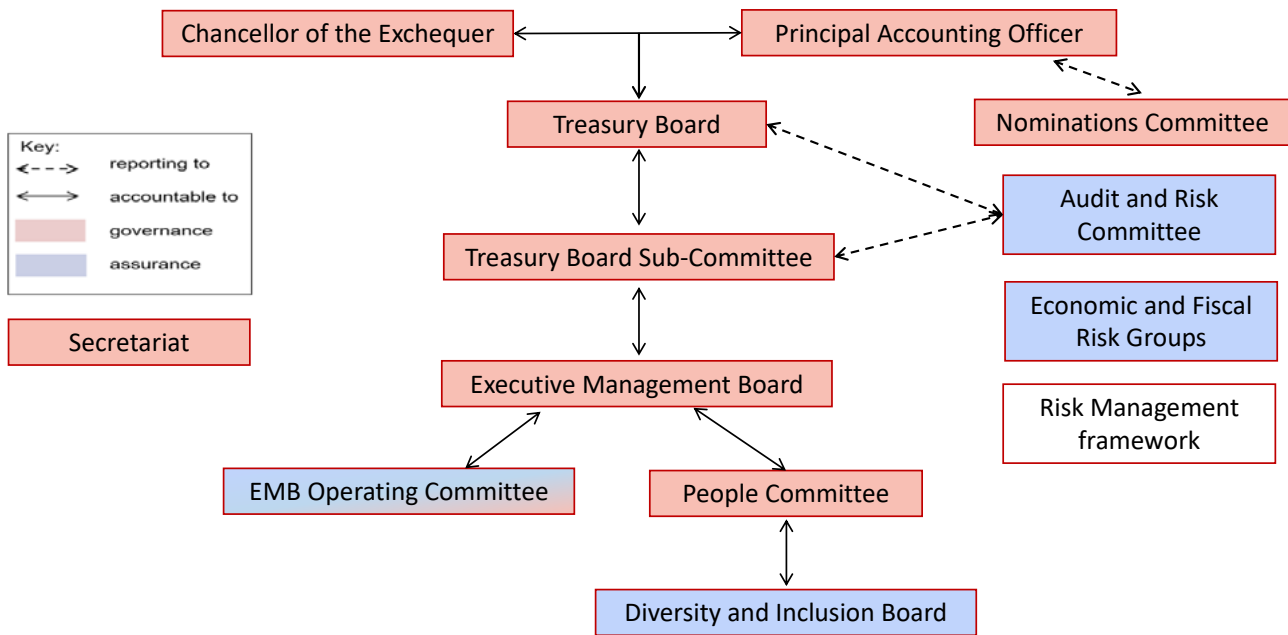 Chancellor of the Exchequer
Principal Accounting Officer
Treasury Board
Nominations Committee
Key:
reporting to
accountable to
governance
assurance
Audit and Risk
Committee
Treasury Board Sub-Committee
Economic and Fiscal
Risk Groups
Secretariat
Executive Management Board
Risk Management
framework
EMB Operating Committee
People Committee
Diversity and Inclusion Board